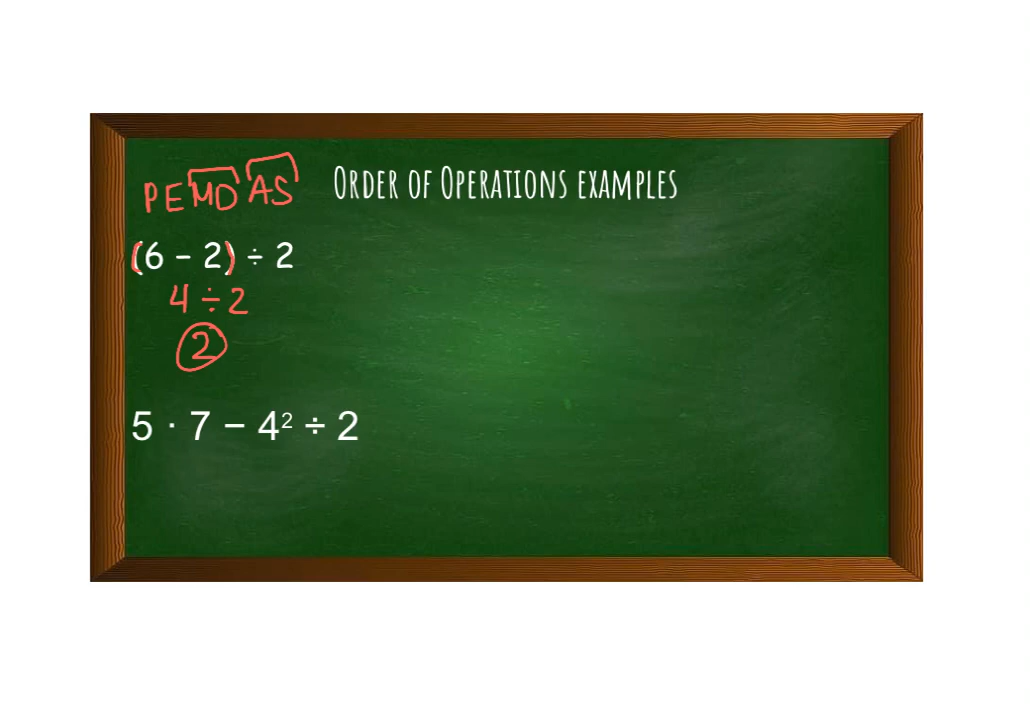 PEMDAS Order of Operations examples
(6 − 2) ÷ 2
4 ÷ 2
2
5 · 7 − 4² ÷ 2